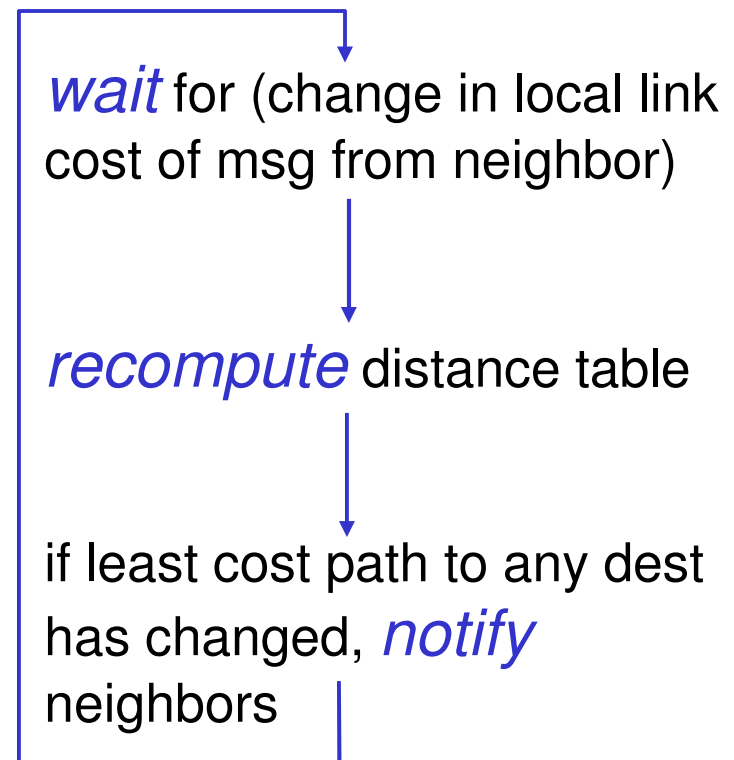 wait for (change in local link
cost of msg from neighbor)
recompute distance table
if least cost path to any dest
has changed, notify
neighbors